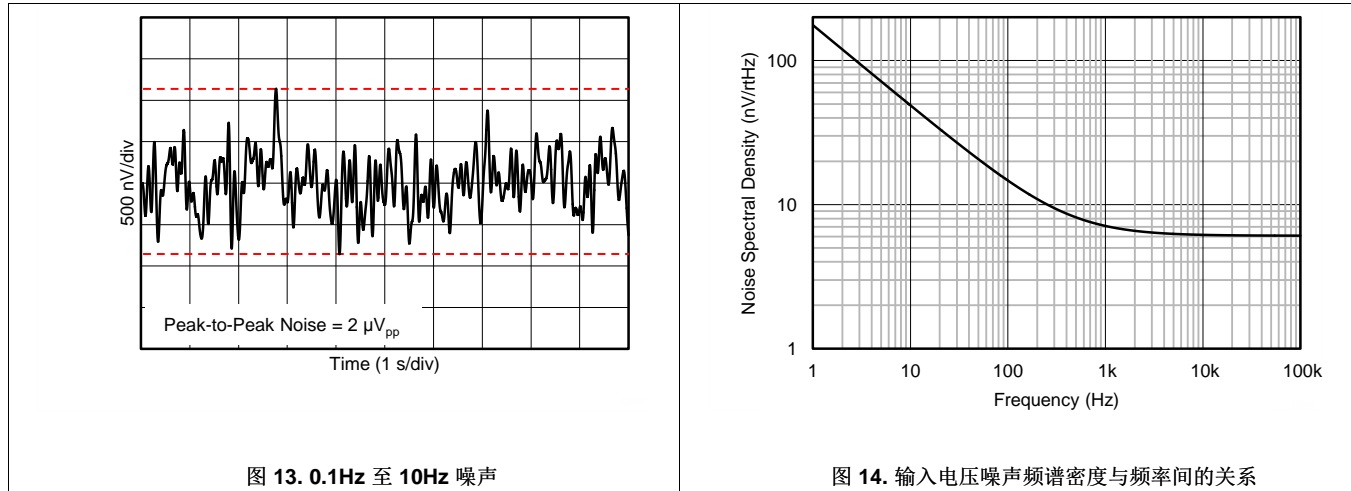 500 nV/div
Peak-to-Peak Noise = 2 µVpp
Time (1 s/div)
图 13. 0.1Hz 至 10Hz 噪声
Noise Spectral Density (nV/rtHz)
100
10
1
1 10 100 1k 10k 100k
Frequency (Hz)
图 14. 输入电压噪声频谱密度与频率间的关系